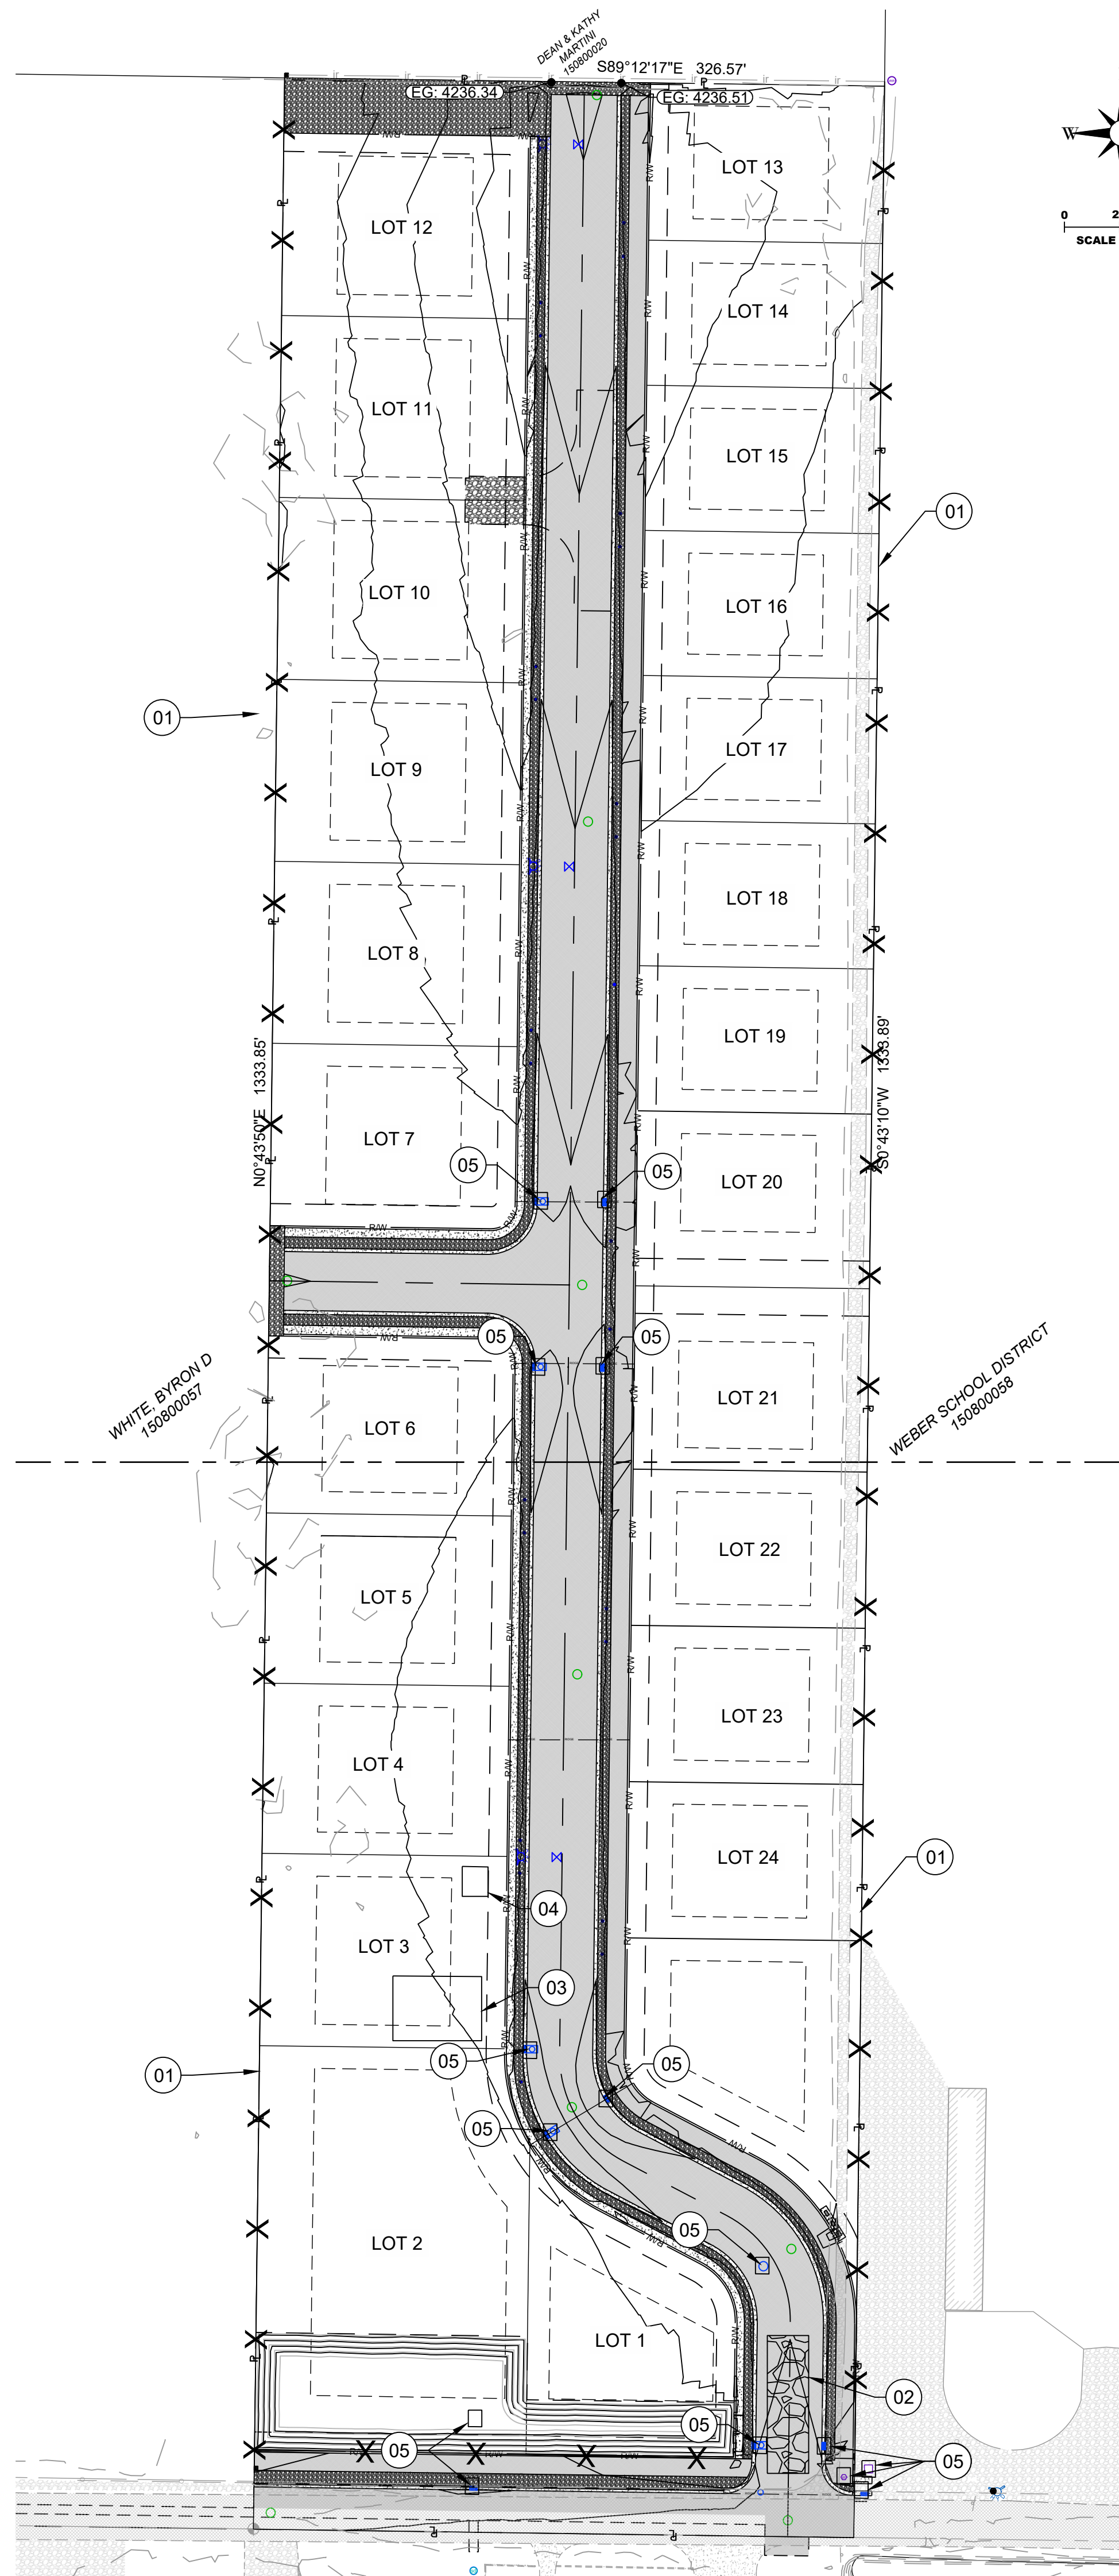 DEAN & KATHY
MARTINI
150800020
S89°12'17"E 326.57'
EG: 4236.34
EG: 4236.51
W
0 2
SCALE
LOT 13
LOT 12
LOT 14
LOT 11
LOT 15
01
LOT 10
LOT 16
01
LOT 9
LOT 17
LOT 8
LOT 18
N0°43'50"E 1333.85'
S0°43'10"W 1333.89'
LOT 19
LOT 7
05
05
LOT 20
05
05
WHITE, BYRON D
150800057
WEBER SCHOOL DISTRICT
150800058
LOT 6
LOT 21
LOT 5
LOT 22
LOT 4
LOT 23
LOT 24
01
04
LOT 3
03
05
05
01
05
05
LOT 2
LOT 1
02
05
05
05
R/W
PL